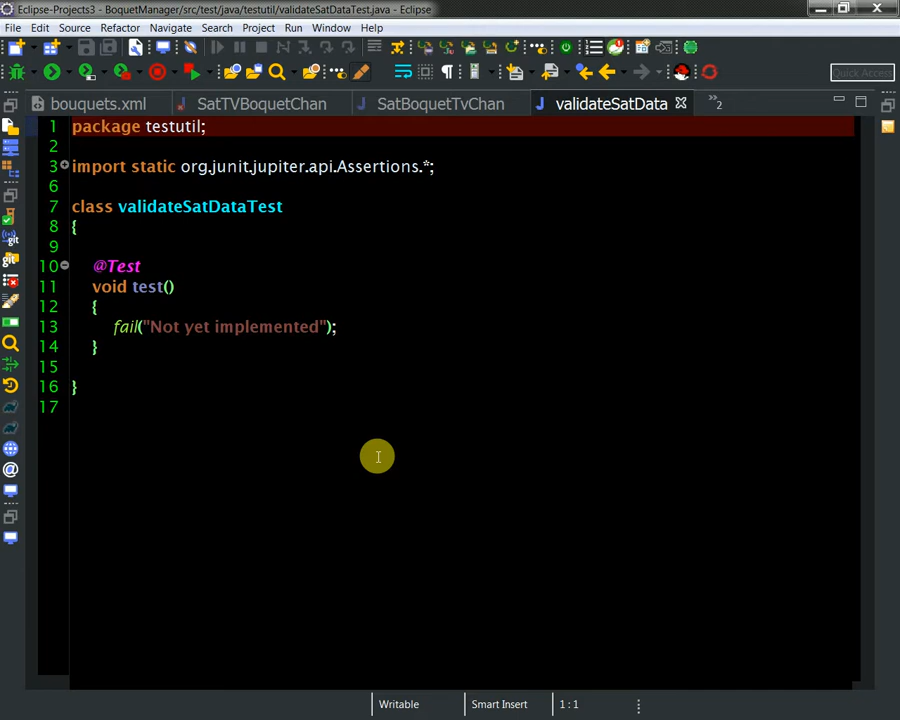 Eclipse-Projects3 - BoquetManager/src/test/java/testutil/validateSatDataTest.java - Eclipse
File Edit Source Refactor Navigate Search Project Run Window Help
Quick Access
bouquets.xml SatTVBoquetChan SatBoquetTvChan validateSatData »2
1 package testutil;
2
3 import static org.junit.jupiter.api.Assertions.*;
6
7 class validateSatDataTest
8 {
9
10 @Test
11 void test()
12 {
13 fail("Not yet implemented");
14 }
15
16 }
17
Writable Smart Insert 1 : 1